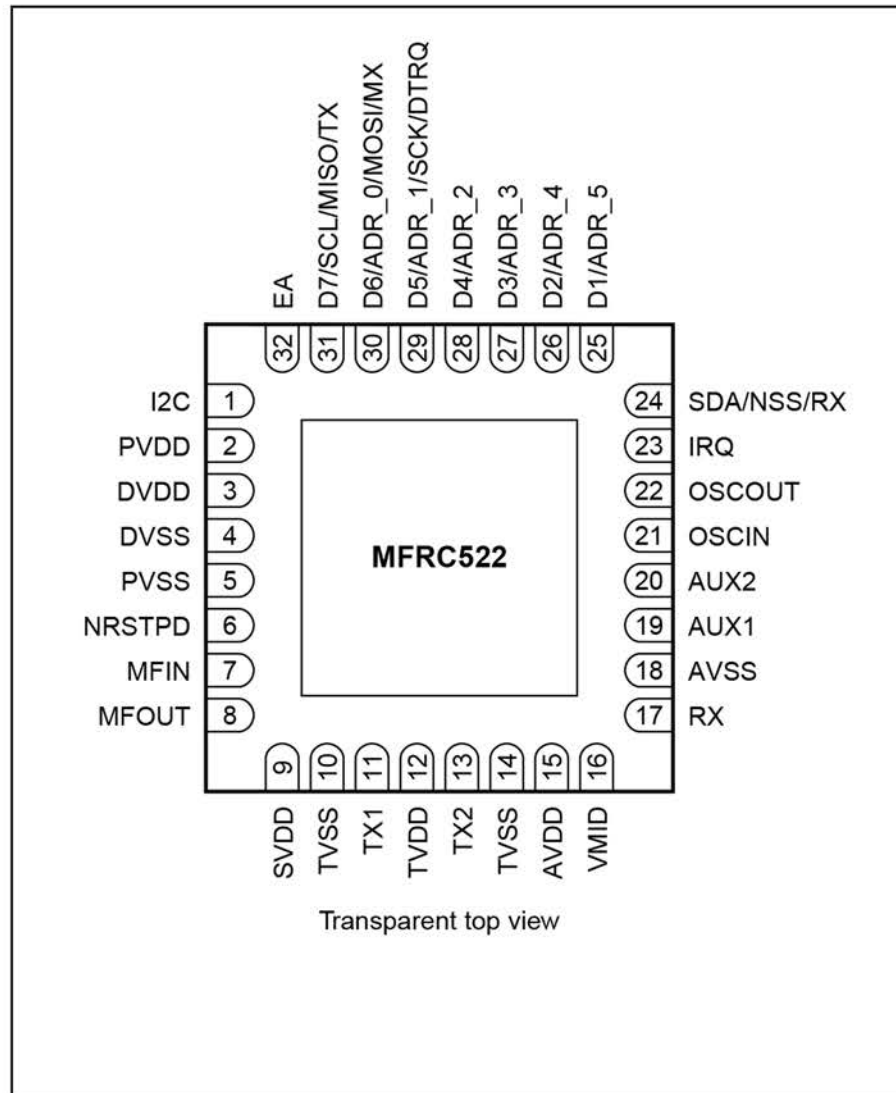 EA
D7/SCL/MISO/TX
D6/ADR_0/MOSI/MX
D5/ADR_1/SCK/DTRQ
D4/ADR_2
D3/ADR_3
D2/ADR_4
D1/ADR_5
32
31
30
29
28
27
26
25
I2C 1
PVDD 2
DVDD 3
DVSS 4
PVSS 5
NRSTPD 6
MFIN 7
MFOUT 8
MFRC522
24 SDA/NSS/RX
23 IRQ
22 OSCOUT
21 OSCIN
20 AUX2
19 AUX1
18 AVSS
17 RX
9
10
11
12
13
14
15
16
SVDD
TVSS
TX1
TVDD
TX2
TVSS
AVDD
VMID
Transparent top view